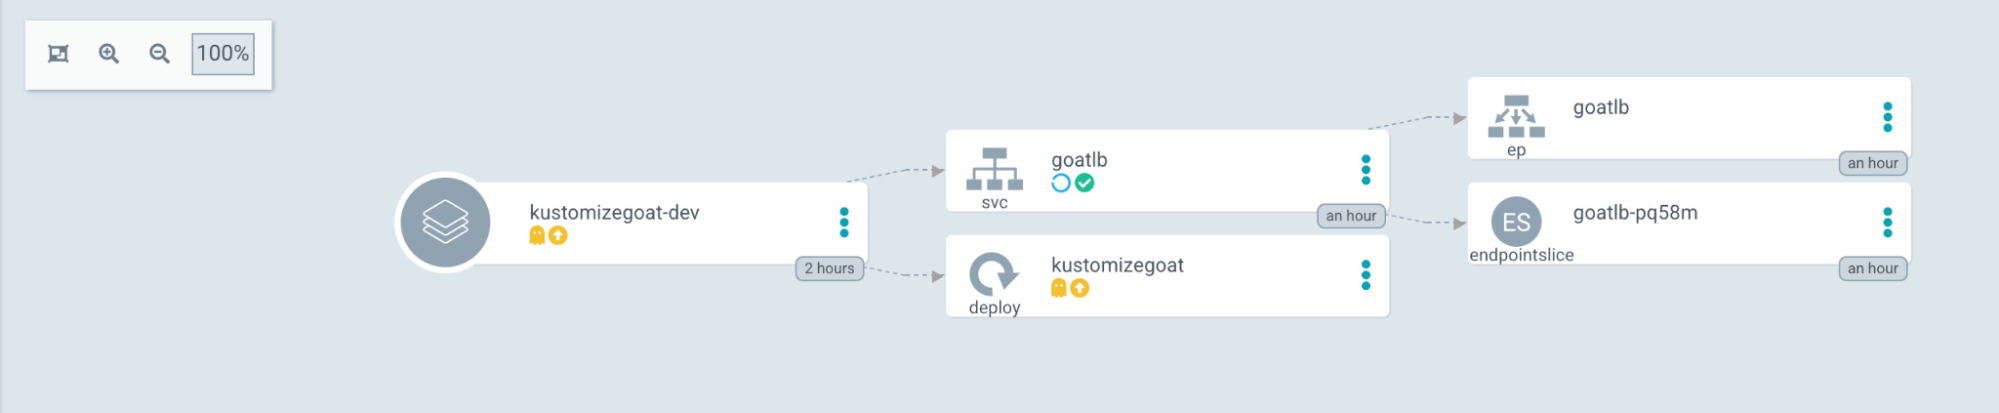 100%
kustomizegoat-dev
2 hours
goatlb
svc
an hour
kustomizegoat
deploy
goatlb
ep
an hour
ES
goatlb-pq58m
endpointslice
an hour